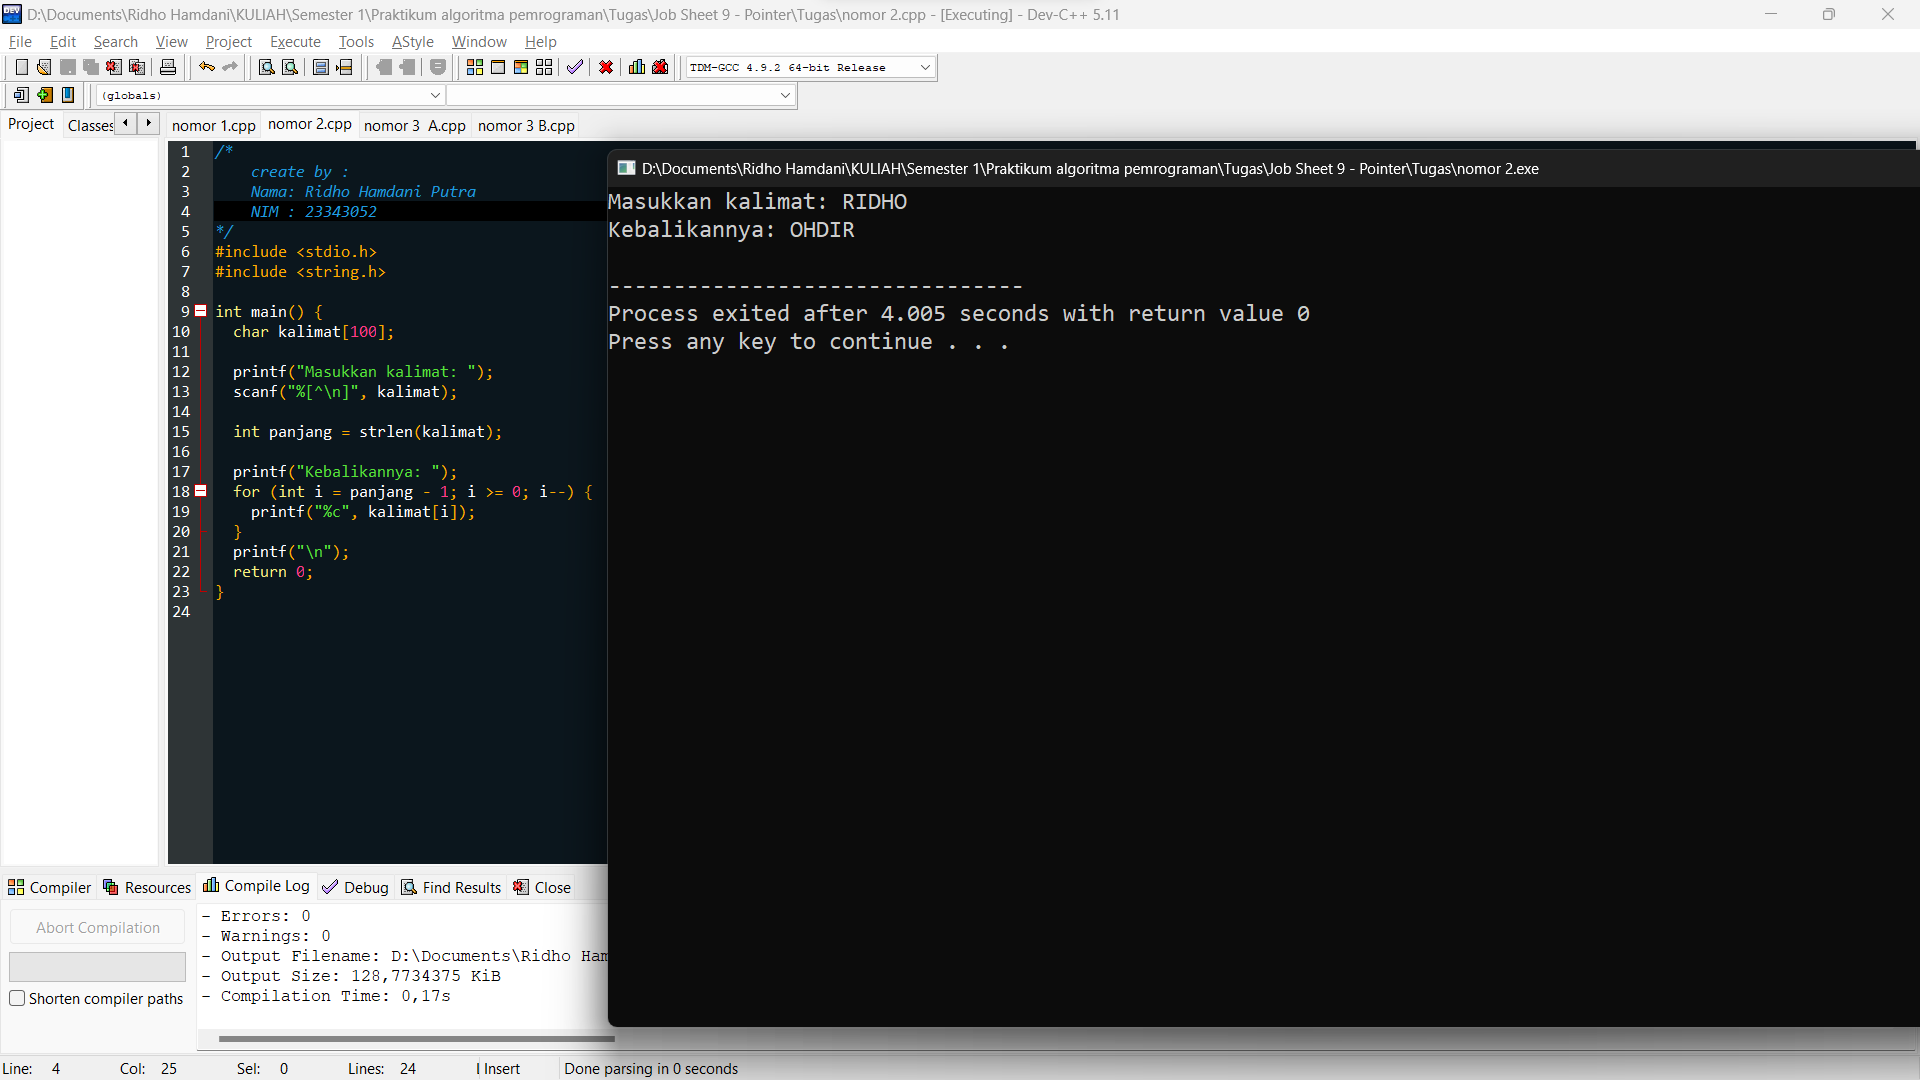 D:\Documents\Ridho Hamdani\KULIAH\Semester 1\Praktikum algoritma pemrograman\Tugas\Job Sheet 9 - Pointer\Tugas\nomor 2.cpp - [Executing] - Dev-C++ 5.11
File Edit Search View Project Execute Tools AStyle Window Help
TDM-GCC 4.9.2 64-bit Release
(globals)
Project Classes nomor 1.cpp nomor 2.cpp nomor 3  A.cpp nomor 3 B.cpp
1 /*
2     create by :
3     Nama: Ridho Hamdani Putra
4     NIM : 23343052
5 */
6 #include <stdio.h>
7 #include <string.h>
8
9 int main() {
10   char kalimat[100];
11
12   printf("Masukkan kalimat: ");
13   scanf("%[^\n]", kalimat);
14
15   int panjang = strlen(kalimat);
16
17   printf("Kebalikannya: ");
18   for (int i = panjang - 1; i >= 0; i--) {
19     printf("%c", kalimat[i]);
20   }
21   printf("\n");
22   return 0;
23 }
24
D:\Documents\Ridho Hamdani\KULIAH\Semester 1\Praktikum algoritma pemrograman\Tugas\Job Sheet 9 - Pointer\Tugas\nomor 2.exe
Masukkan kalimat: RIDHO
Kebalikannya: OHDIR
--------------------------------
Process exited after 4.005 seconds with return value 0
Press any key to continue . . .
Compiler Resources Compile Log Debug Find Results Close
Abort Compilation
Shorten compiler paths
- Errors: 0
- Warnings: 0
- Output Filename: D:\Documents\Ridho Ham
- Output Size: 128,7734375 KiB
- Compilation Time: 0,17s
Line: 4 Col: 25 Sel: 0 Lines: 24 Insert Done parsing in 0 seconds